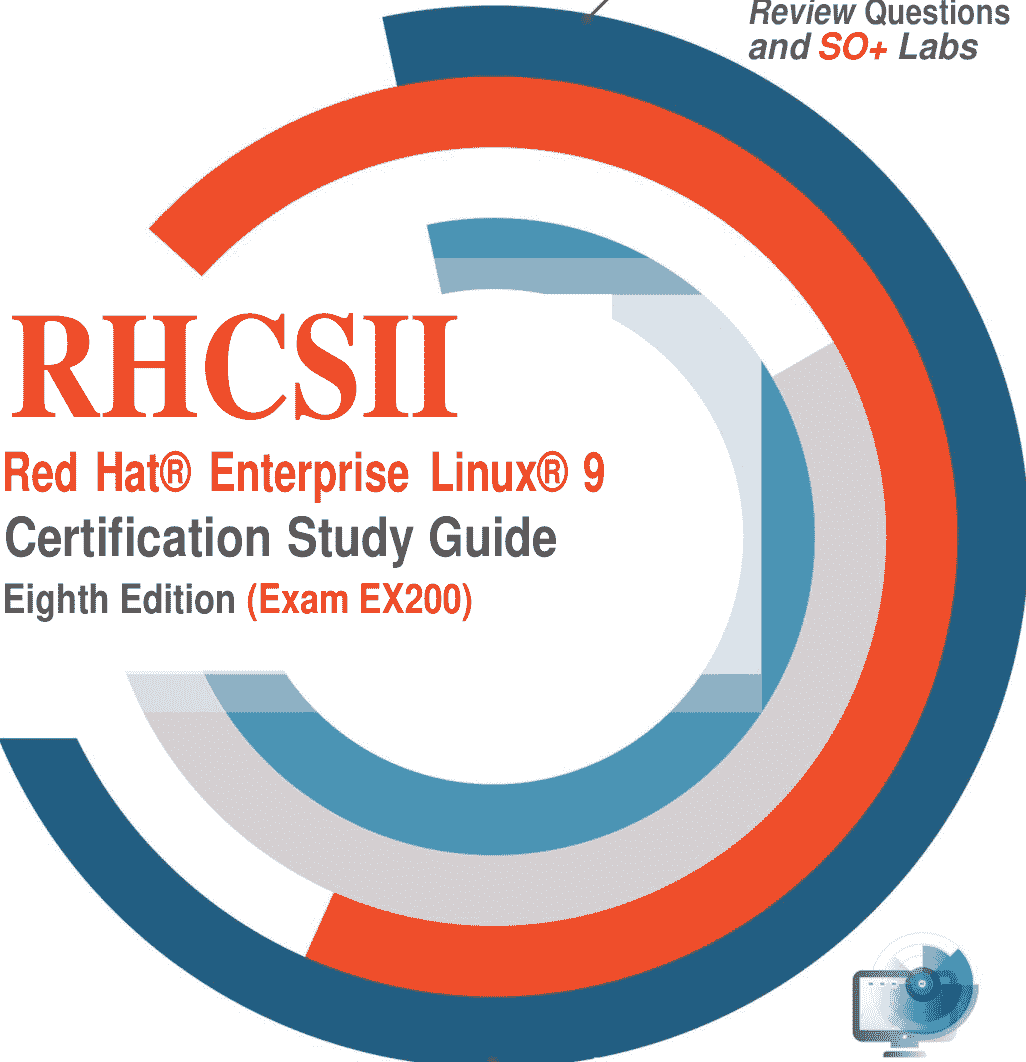 Review Questions
and SO+ Labs
RHCSII
Red Hat® Enterprise Linux® 9
Certification Study Guide
Eighth Edition (Exam EX200)